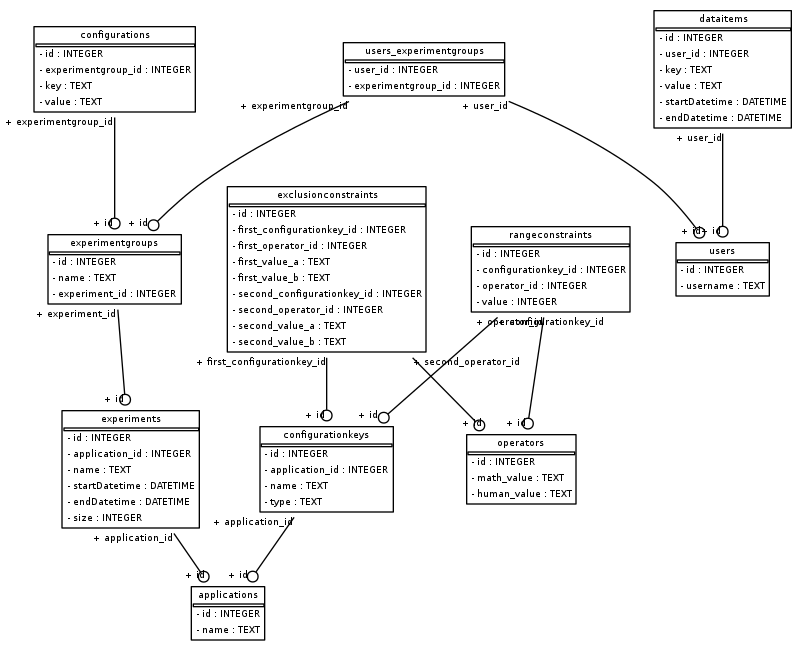 configurations
- id : INTEGER
- experimentgroup_id : INTEGER
- key : TEXT
- value : TEXT
+ experimentgroup_id
+ id
users_experimentgroups
- user_id : INTEGER
- experimentgroup_id : INTEGER
+ experimentgroup_id
+ user_id
+ id
+ id
dataitems
- id : INTEGER
- user_id : INTEGER
- key : TEXT
- value : TEXT
- startDatetime : DATETIME
- endDatetime : DATETIME
+ user_id
+ id
experimentgroups
- id : INTEGER
- name : TEXT
- experiment_id : INTEGER
+ experiment_id
+ id
exclusionconstraints
- id : INTEGER
- first_configurationkey_id : INTEGER
- first_operator_id : INTEGER
- first_value_a : TEXT
- first_value_b : TEXT
- second_configurationkey_id : INTEGER
- second_operator_id : INTEGER
- second_value_a : TEXT
- second_value_b : TEXT
+ first_configurationkey_id
+ second_operator_id
+ id
+ id
rangeconstraints
- id : INTEGER
- configurationkey_id : INTEGER
- operator_id : INTEGER
- value : INTEGER
+ operator_id
+ configurationkey_id
+ id
+ id
users
- id : INTEGER
- username : TEXT
experiments
- id : INTEGER
- application_id : INTEGER
- name : TEXT
- startDatetime : DATETIME
- endDatetime : DATETIME
- size : INTEGER
+ application_id
+ id
configurationkeys
- id : INTEGER
- application_id : INTEGER
- name : TEXT
- type : TEXT
+ application_id
+ id
operators
- id : INTEGER
- math_value : TEXT
- human_value : TEXT
applications
- id : INTEGER
- name : TEXT